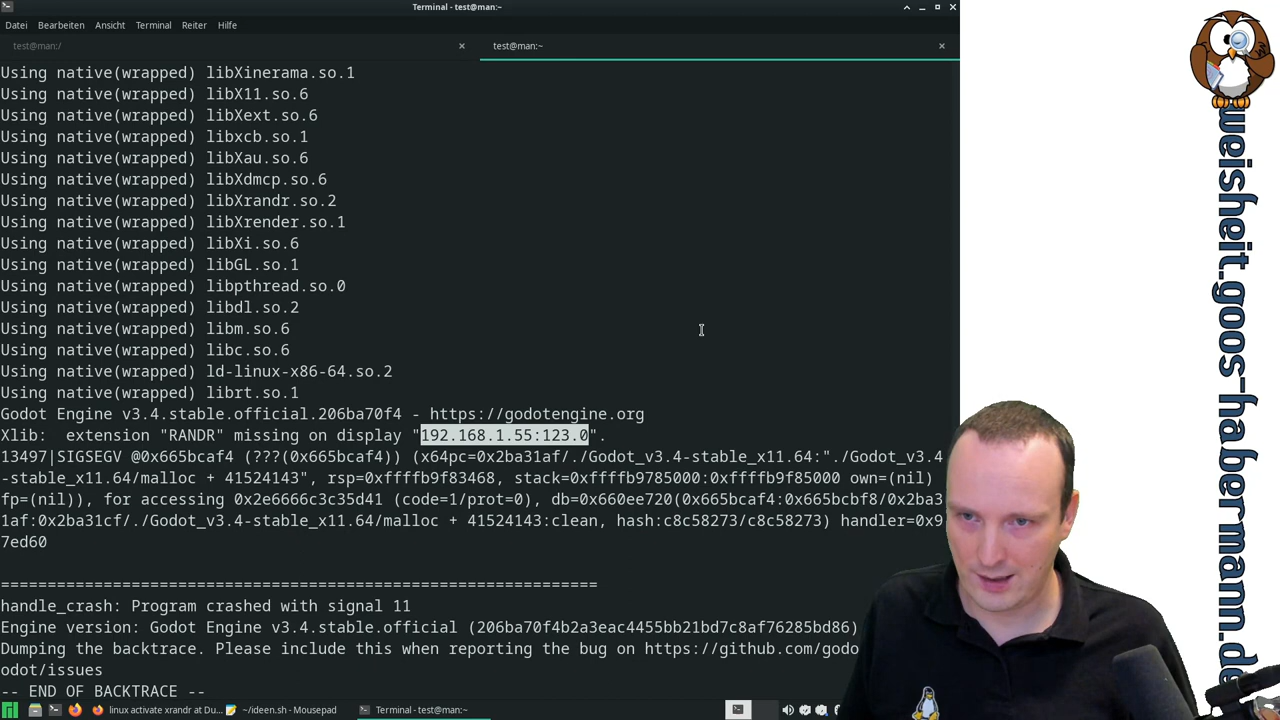 Terminal - test@man:~
Datei Bearbeiten Ansicht Terminal Reiter Hilfe
test@man:/
test@man:~
Using native(wrapped) libXinerama.so.1
Using native(wrapped) libX11.so.6
Using native(wrapped) libXext.so.6
Using native(wrapped) libxcb.so.1
Using native(wrapped) libXau.so.6
Using native(wrapped) libXdmcp.so.6
Using native(wrapped) libXrandr.so.2
Using native(wrapped) libXrender.so.1
Using native(wrapped) libXi.so.6
Using native(wrapped) libGL.so.1
Using native(wrapped) libpthread.so.0
Using native(wrapped) libdl.so.2
Using native(wrapped) libm.so.6
Using native(wrapped) libc.so.6
Using native(wrapped) ld-linux-x86-64.so.2
Using native(wrapped) librt.so.1
Godot Engine v3.4.stable.official.206ba70f4 - https://godotengine.org
Xlib:  extension "RANDR" missing on display "192.168.1.55:123.0".
13497|SIGSEGV @0x665bcaf4 (???(0x665bcaf4)) (x64pc=0x2ba31af/./Godot_v3.4-stable_x11.64:"./Godot_v3.4
-stable_x11.64/malloc + 41524143", rsp=0xffffb9f83468, stack=0xffffb9785000:0xffffb9f85000 own=(nil)
fp=(nil)) for accessing 0x2e6666c3c35d41 (code=1/prot=0), db=0x660ee720(0x665bcaf4:0x665bcbf8/0x2ba3
1af:0x2ba31cf/./Godot_v3.4-stable_x11.64/malloc + 41524143:clean, hash:c8c58273/c8c58273) handler=0x9
7ed60
================================================================
handle_crash: Program crashed with signal 11
Engine version: Godot Engine v3.4.stable.official
Dumping the backtrace. Please include this when reporting the bug on https://github.com/godo
odot/issues
-- END OF BACKTRACE --
linux activate xrandr at Du... ~/ideen.sh - Mousepad Terminal - test@man:~
weisheit.goos-habermann.de